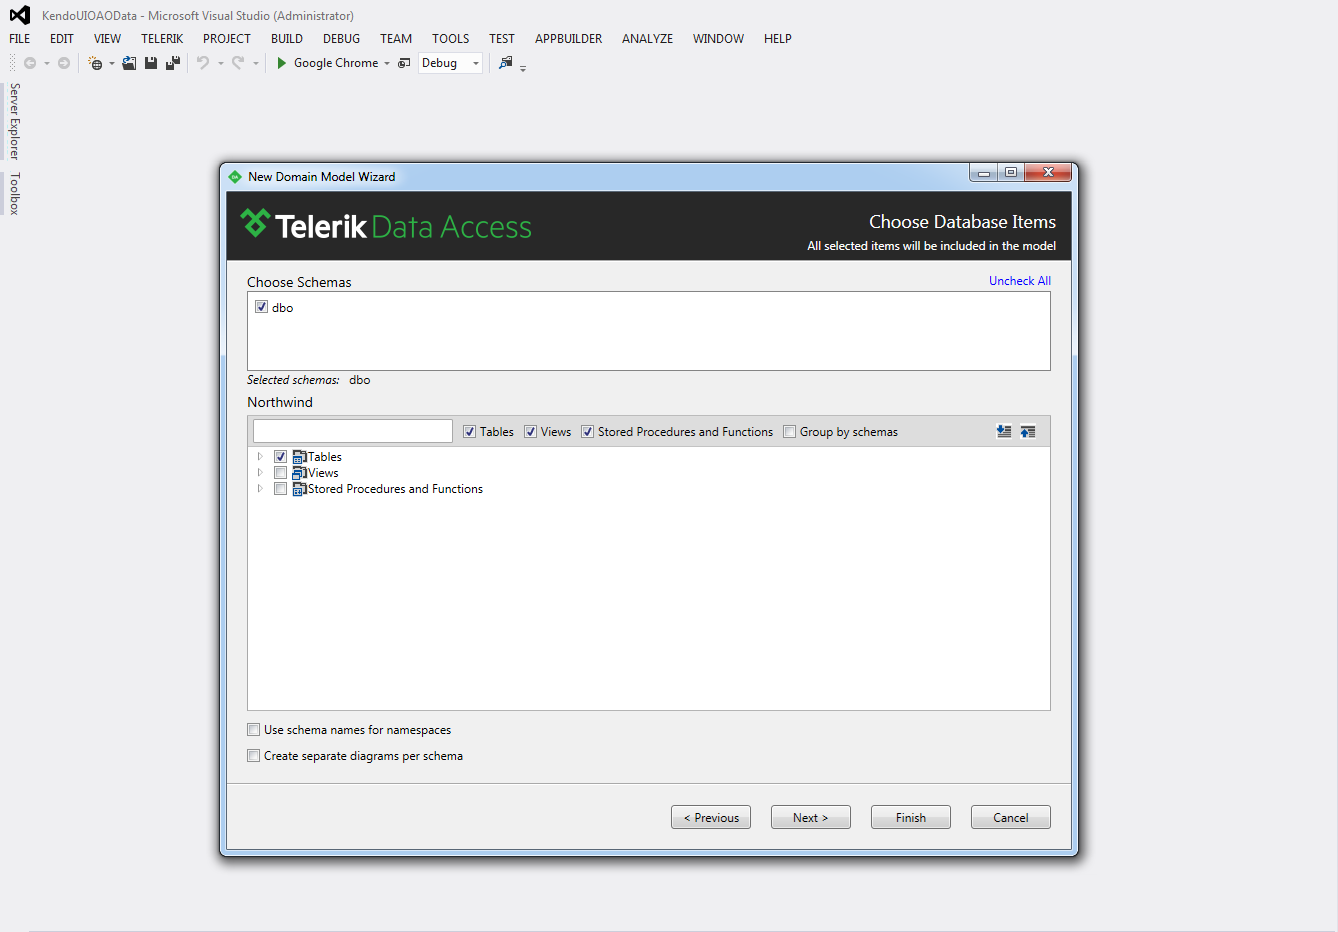 KendoUIOAOData - Microsoft Visual Studio (Administrator)
FILE EDIT VIEW TELERIK PROJECT BUILD DEBUG TEAM TOOLS TEST APPBUILDER ANALYZE WINDOW HELP
Google Chrome Debug
Server Explorer
Toolbox
New Domain Model Wizard
Telerik Data Access
Choose Database Items
All selected items will be included in the model
Choose Schemas Uncheck All
dbo
Selected schemas: dbo
Northwind
Tables Views Stored Procedures and Functions Group by schemas
Tables
Views
Stored Procedures and Functions
Use schema names for namespaces
Create separate diagrams per schema
< Previous Next > Finish Cancel